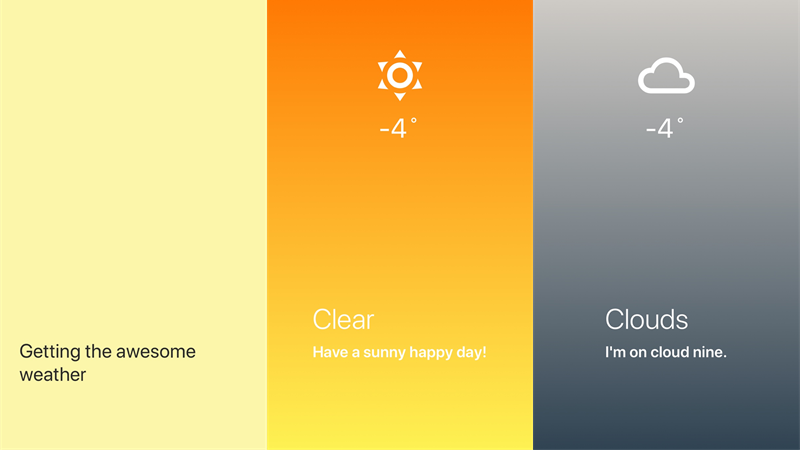 Getting the awesome
weather
-4°
Clear
Have a sunny happy day!
-4°
Clouds
I'm on cloud nine.